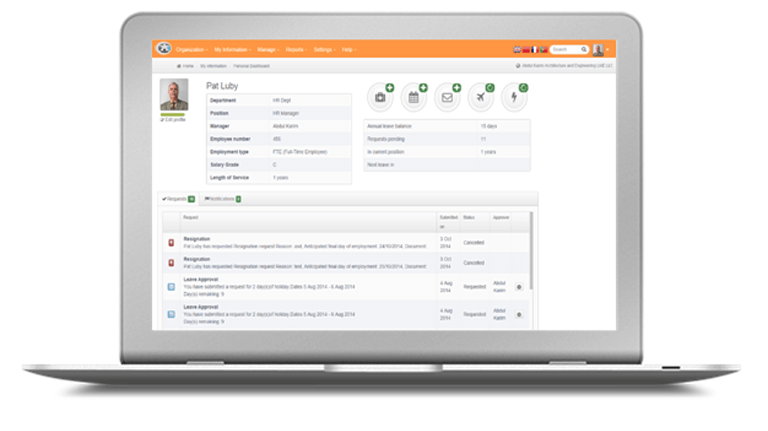 Organization My Information Manage Reports Settings Help Search
Home My Information Personal Dashboard Abdul Karim Architecture and Engineering UAE LLC
Pat Luby
Edit profile
Department HR Dept
Position HR Manager
Manager Abdul Karim
Employee number
Employment type FTE (Full-Time Employee)
Salary Grade C
Length of Service 1 years
Annual leave balance 15 days
Requests pending 11
In current position 1 years
Next leave in
Requests Notifications
Request Submitted on Status Approver
Resignation
Pat Luby has requested Resignation request Reason: test, Anticipated final day of employment: 24/10/2014, Document:
3 Oct 2014 Cancelled
Resignation
Pat Luby has requested Resignation request Reason: test, Anticipated final day of employment: 23/10/2014, Document:
3 Oct 2014 Cancelled
Leave Approval
You have submitted a request for 2 day(s)of holiday.Dates 5 Aug 2014 - 6 Aug 2014
Day(s) remaining: 9
4 Aug 2014 Requested Abdul Karim
Leave Approval
You have submitted a request for 2 day(s)of holiday.Dates 5 Aug 2014 - 6 Aug 2014
Day(s) remaining:
4 Aug 2014 Requested Abdul Karim